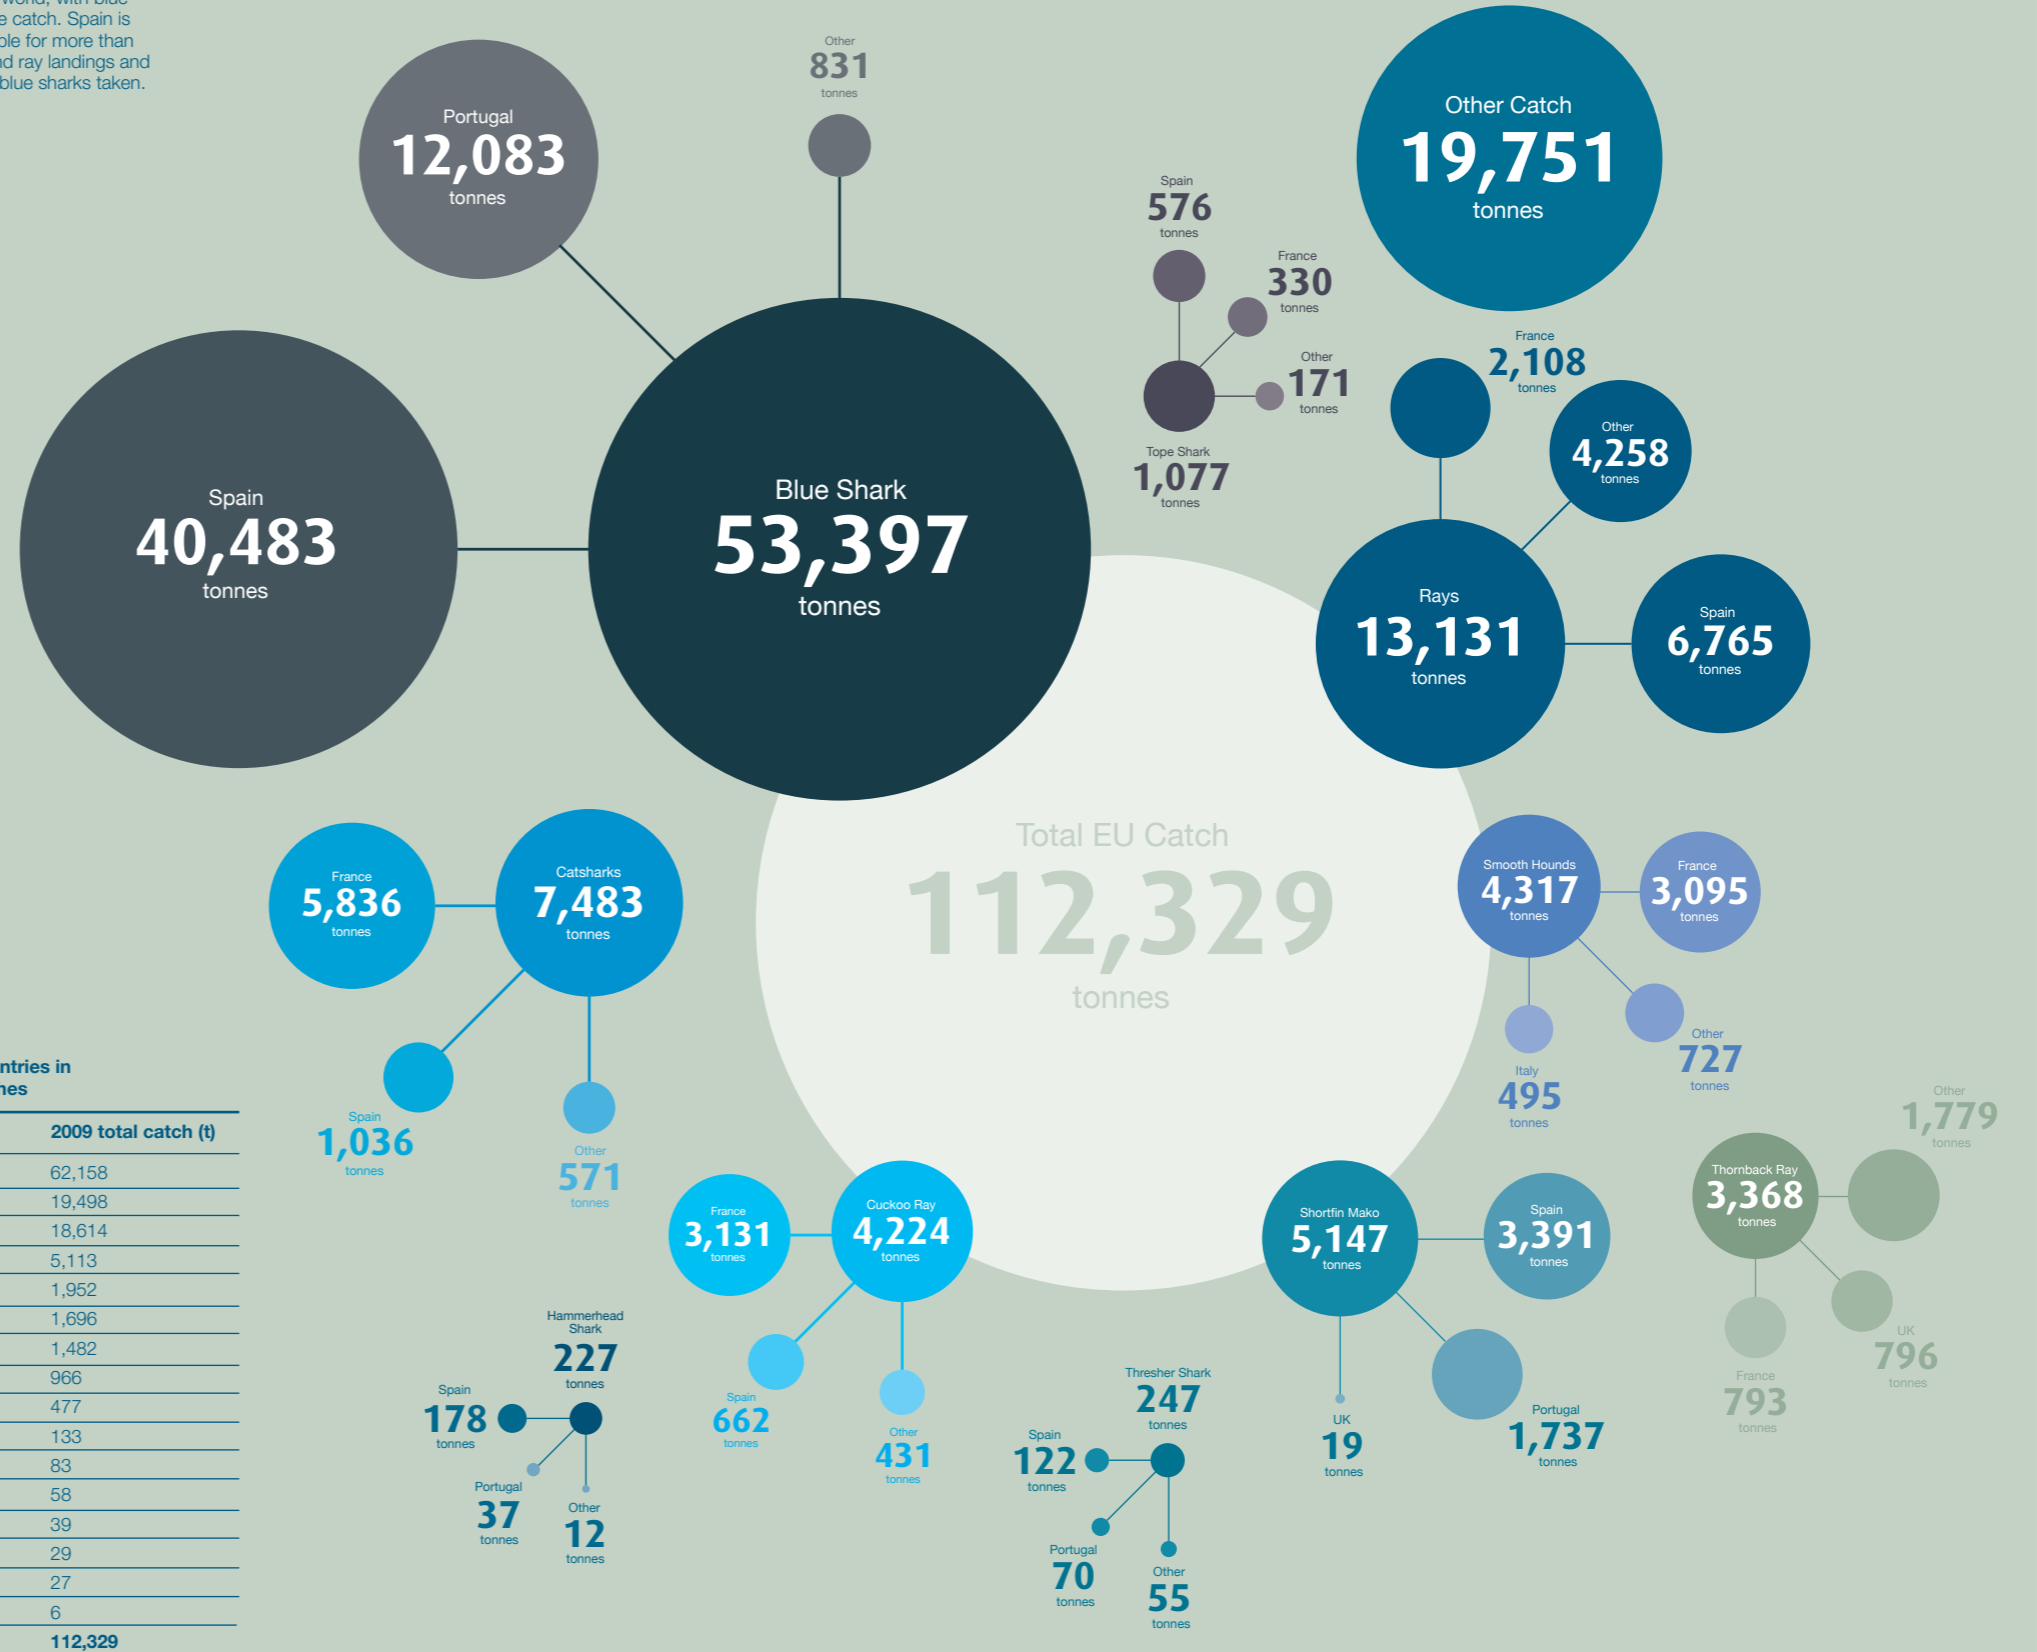 world, with blue
e catch. Spain is
ble for more than
nd ray landings and
blue sharks taken.
Portugal
12,083
tonnes
Other
831
tonnes
Other Catch
19,751
tonnes
Spain
576
tonnes
France
330
tonnes
Other
171
tonnes
Tope Shark
1,077
tonnes
France
2,108
tonnes
Other
4,258
tonnes
Spain
6,765
tonnes
Rays
13,131
tonnes
Spain
40,483
tonnes
Blue Shark
53,397
tonnes
Total EU Catch
112,329
tonnes
France
5,836
tonnes
Catsharks
7,483
tonnes
Spain
1,036
tonnes
Other
571
tonnes
Smooth Hounds
4,317
tonnes
France
3,095
tonnes
Italy
495
tonnes
Other
727
tonnes
France
3,131
tonnes
Cuckoo Ray
4,224
tonnes
Spain
662
tonnes
Other
431
tonnes
Shortfin Mako
5,147
tonnes
Spain
3,391
tonnes
UK
19
tonnes
Portugal
1,737
tonnes
Other
1,779
tonnes
Thornback Ray
3,368
tonnes
UK
796
tonnes
France
793
tonnes
Hammerhead
Shark
227
tonnes
Spain
178
tonnes
Portugal
37
tonnes
Other
12
tonnes
Thresher Shark
247
tonnes
Spain
122
tonnes
Portugal
70
tonnes
Other
55
tonnes
ntries in
nes
2009 total catch (t)
62,158
19,498
18,614
5,113
1,952
1,696
1,482
966
477
133
83
58
39
29
27
6
112,329